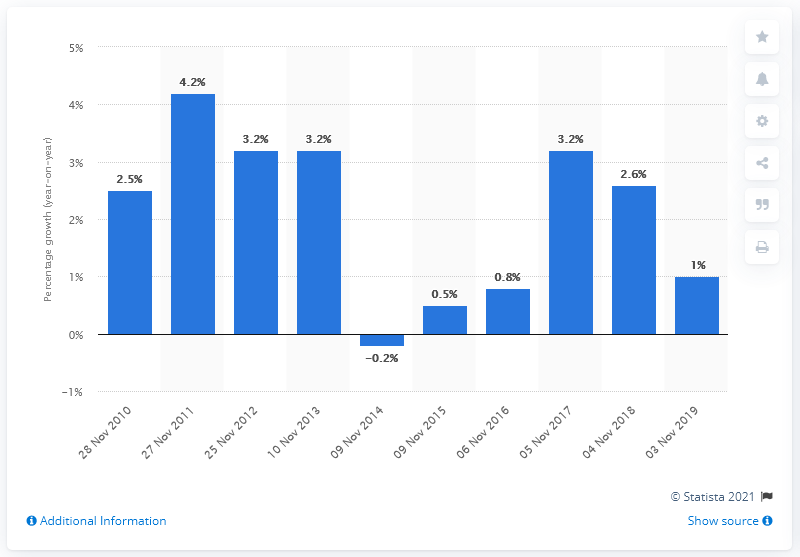 5%
4%
3%
2%
1%
0%
−1%
Percentage growth (year-on-year)
2.5%
4.2%
3.2%
3.2%
−0.2%
0.5%
0.8%
3.2%
2.6%
1%
28 Nov 2010
27 Nov 2011
25 Nov 2012
10 Nov 2013
09 Nov 2014
09 Nov 2015
06 Nov 2016
05 Nov 2017
04 Nov 2018
03 Nov 2019
© Statista 2021
Additional Information
Show source